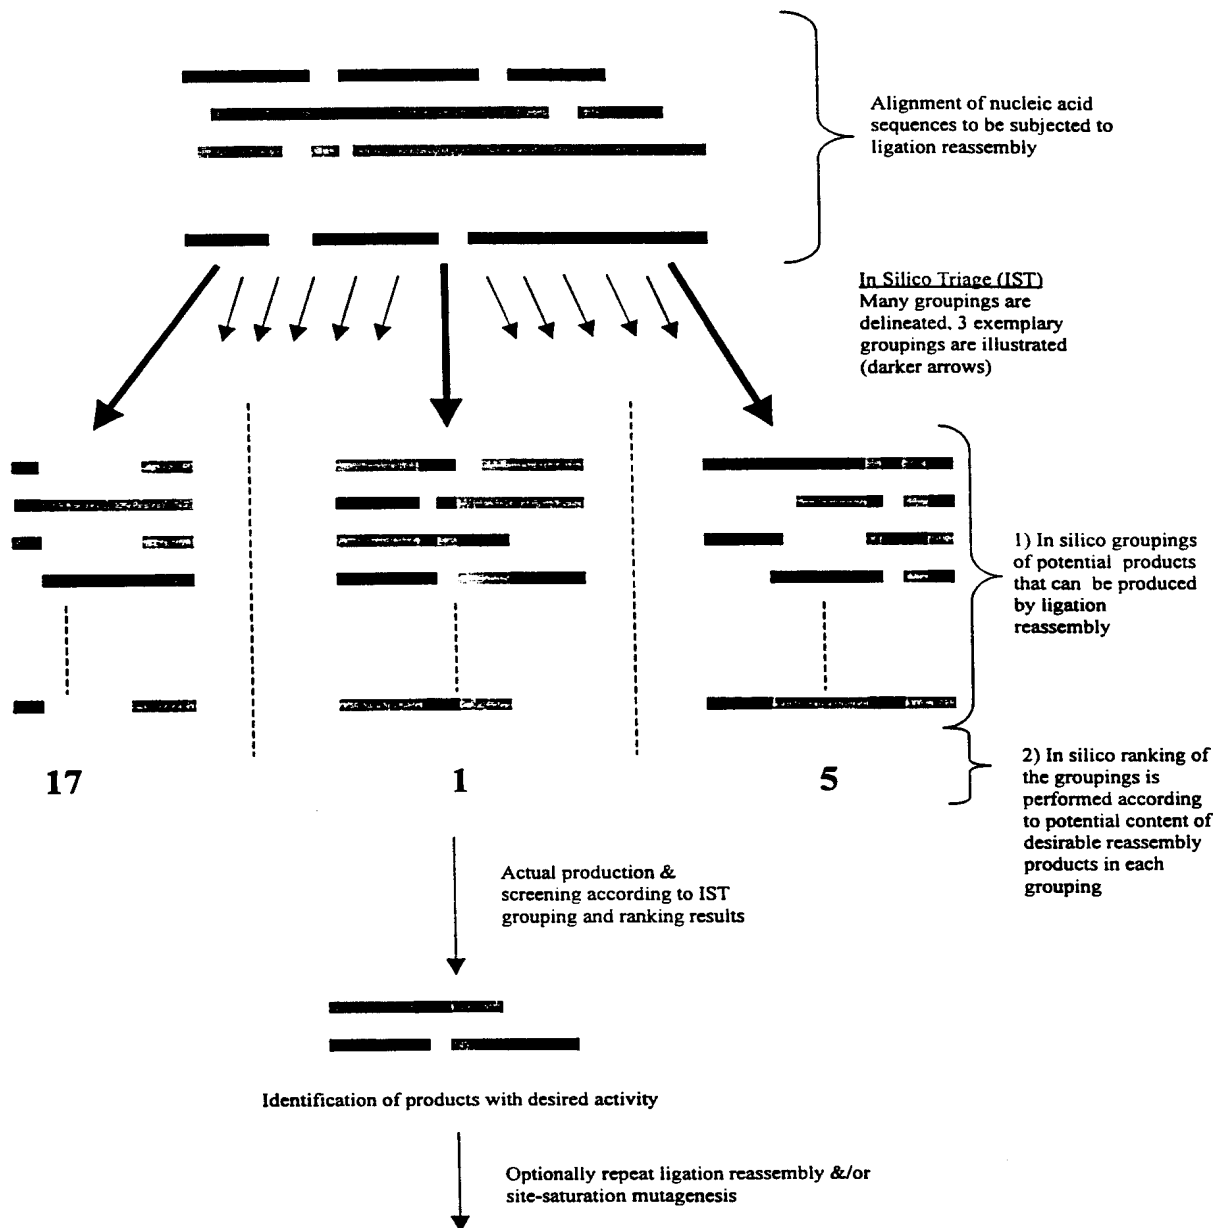 Alignment of nucleic acid
sequences to be subjected to
ligation reassembly
In Silico Triage (IST)
Many groupings are
delineated. 3 exemplary
groupings are illustrated
(darker arrows)
1) In silico groupings
of potential products
that can be produced
by ligation
reassembly
17
1
5
2) In silico ranking of
the groupings is
performed according
to potential content of
desirable reassembly
products in each
grouping
Actual production &
screening according to IST
grouping and ranking results
Identification of products with desired activity
Optionally repeat ligation reassembly &/or
site-saturation mutagenesis